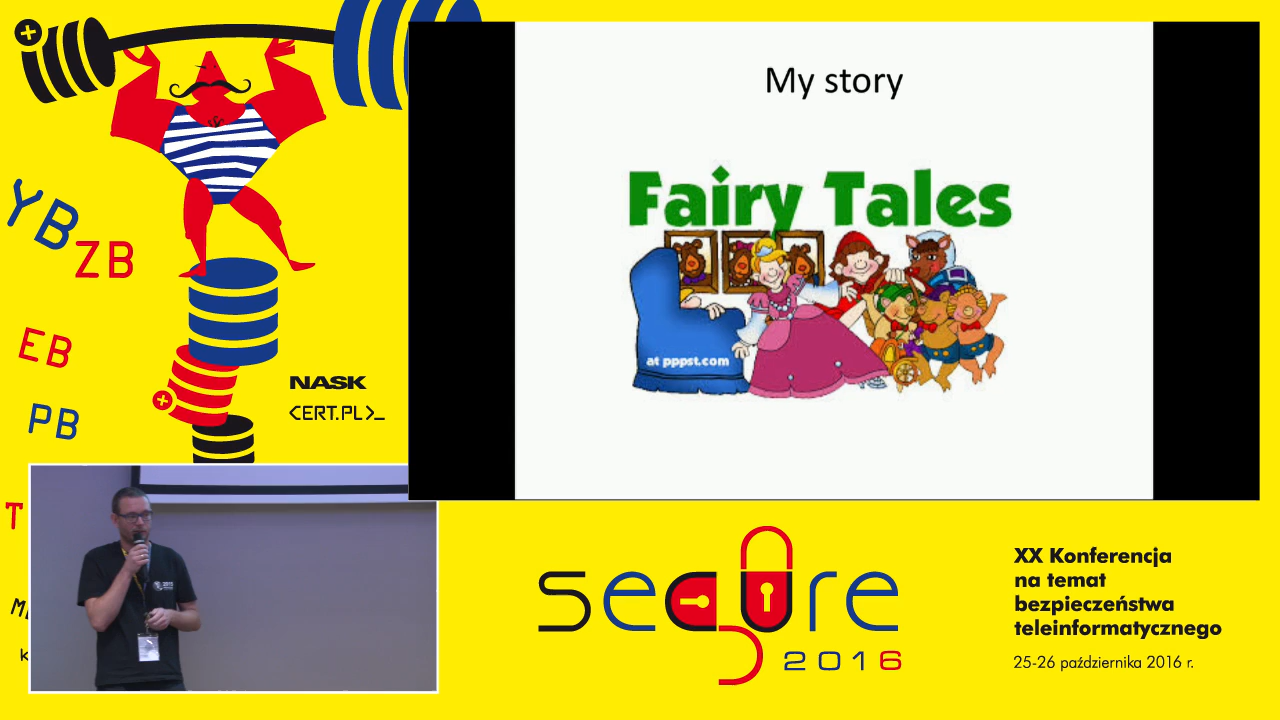 My story
Fairy Tales
at pppst.com
YB
ZB
EB
PB
T
NASK
<CERT.PL>_
secure
2016
XX Konferencja
na temat
bezpieczeństwa
teleinformatycznego
25-26 października 2016 r.